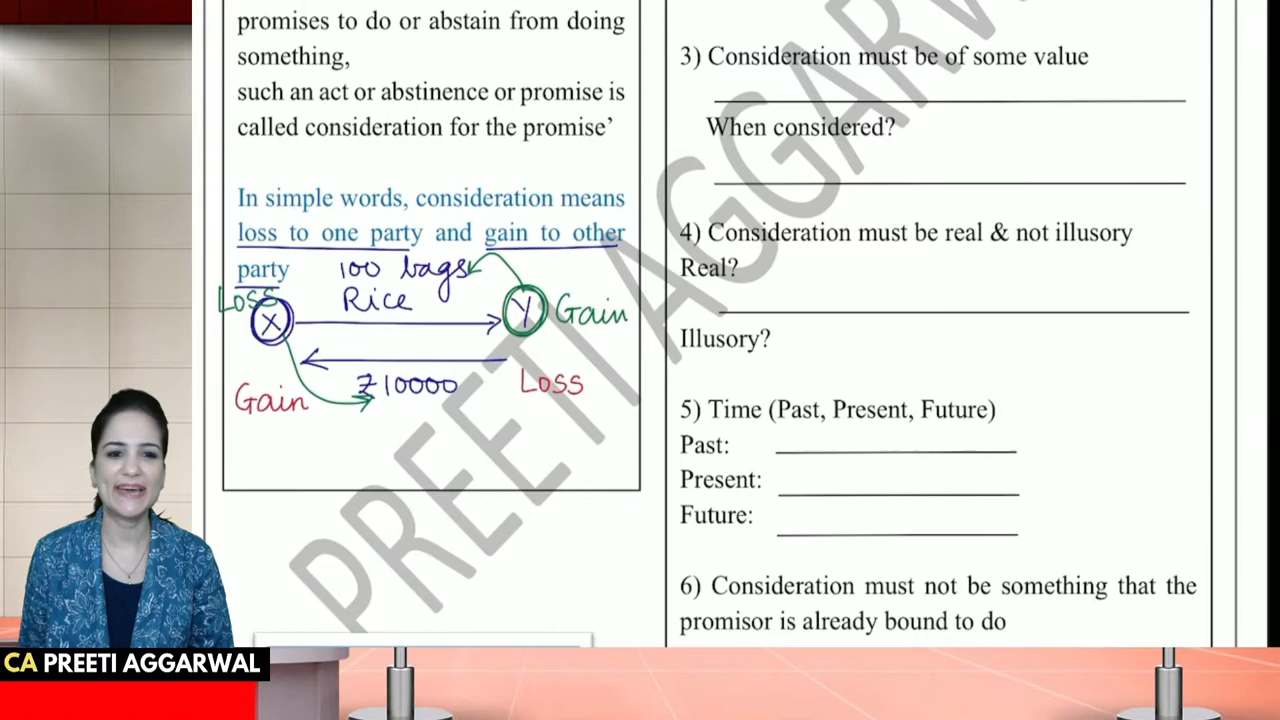 promises to do or abstain from doing
something,
such an act or abstinence or promise is
called consideration for the promise’
In simple words, consideration means
loss to one party and gain to other
party
100 bags
Rice
Loss
X
Y
Gain
₹10000
Gain
Loss
3) Consideration must be of some value
When considered?
4) Consideration must be real & not illusory
Real?
Illusory?
5) Time (Past, Present, Future)
Past:
Present:
Future:
6) Consideration must not be something that the
promisor is already bound to do
PREETI AGGARW
CA PREETI AGGARWAL